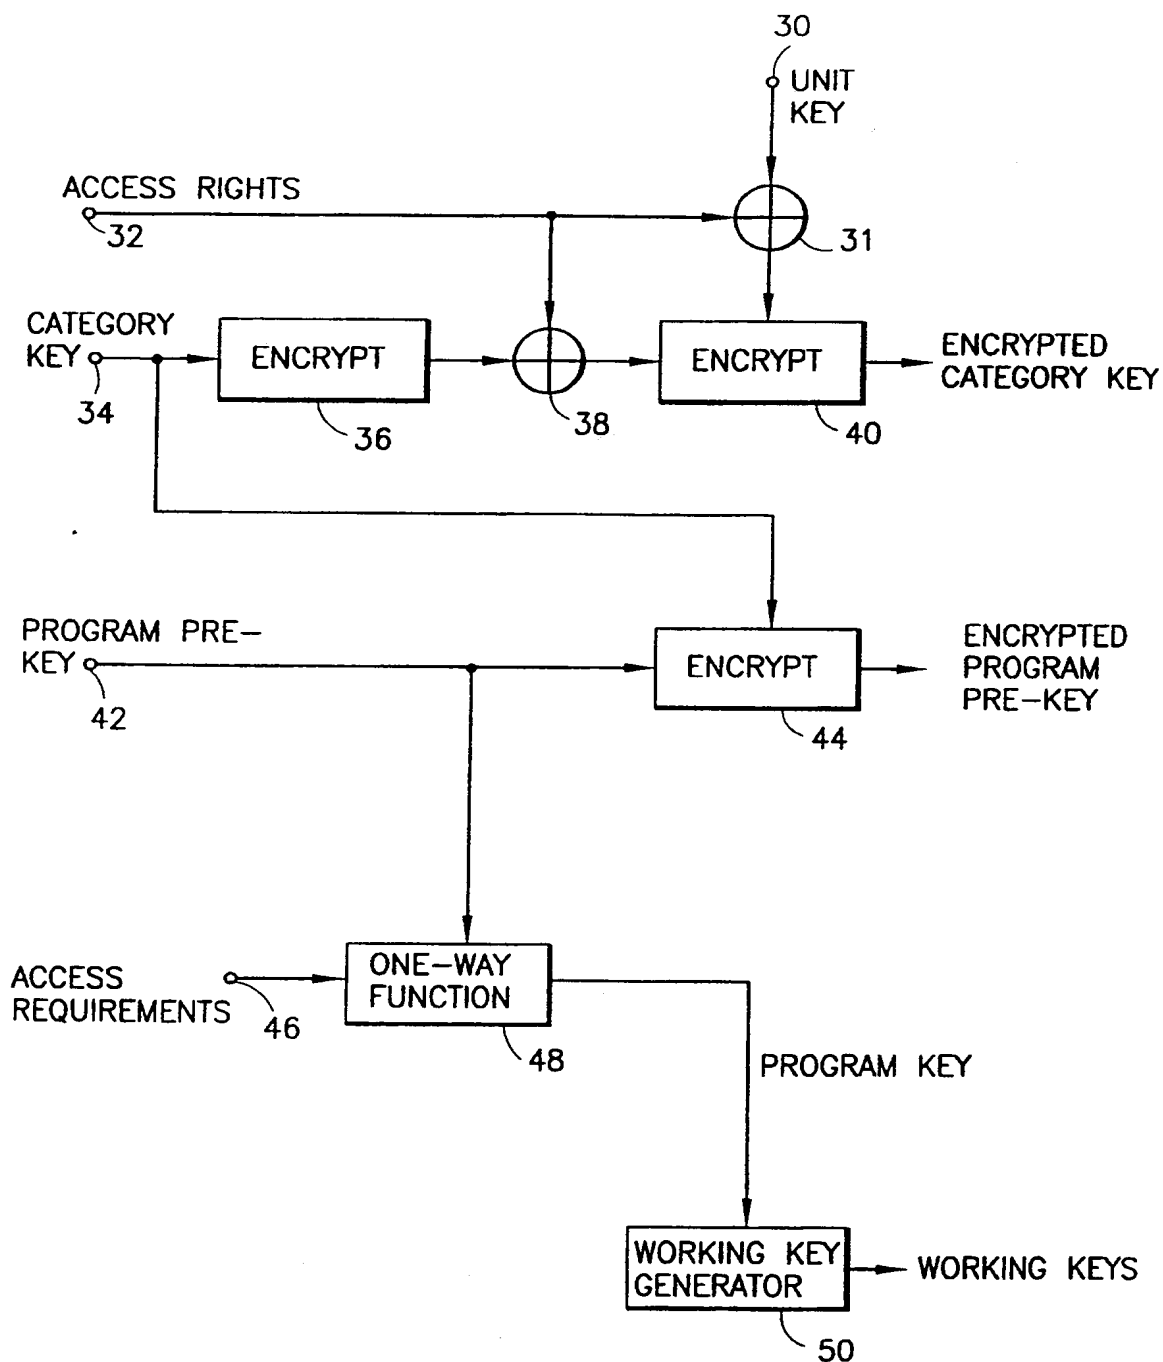 30
UNIT
KEY
ACCESS RIGHTS
32
31
CATEGORY
KEY
34
ENCRYPT
36
38
ENCRYPT
40
ENCRYPTED
CATEGORY KEY
PROGRAM PRE-
KEY
42
ENCRYPT
44
ENCRYPTED
PROGRAM
PRE-KEY
ACCESS
REQUIREMENTS
46
ONE-WAY
FUNCTION
48
PROGRAM KEY
WORKING KEY
GENERATOR
50
WORKING KEYS